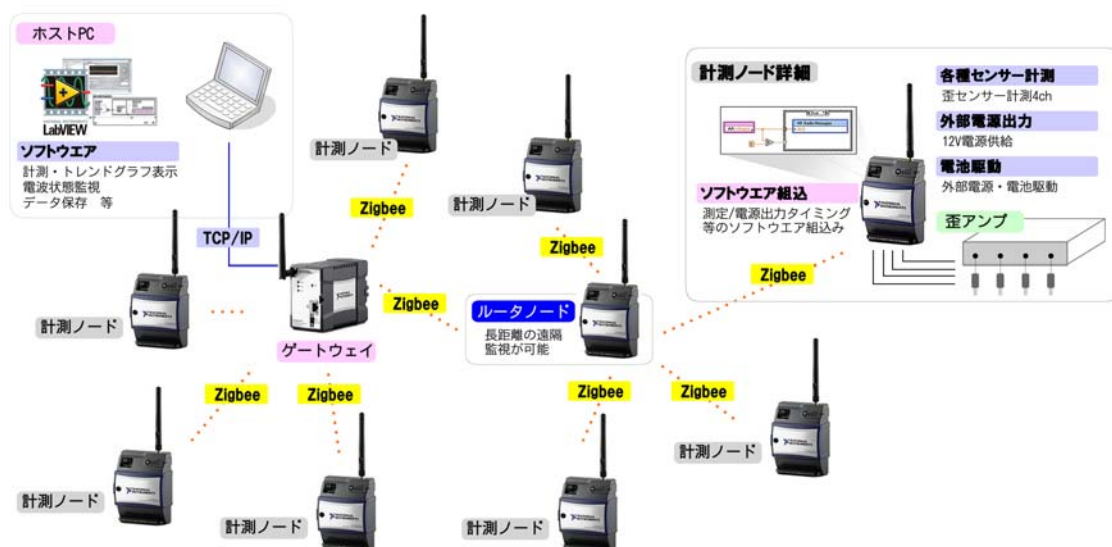 ホストPC
LabVIEW
ソフトウエア
計測・トレンドグラフ表示
電波状態監視
データ保存 等
TCP/IP
計測ノード
計測ノード
Zigbee
Zigbee
計測ノード詳細
各種センサー計測
歪センサー計測4ch
外部電源出力
12V電源供給
電池駆動
外部電源・電池駆動
ソフトウエア組込
測定/電源出力タイミング
等のソフトウエア組込み
歪アンプ
Zigbee
計測ノード
Zigbee
ルータノード
長距離の遠隔
監視が可能
ゲートウェイ
Zigbee
Zigbee
Zigbee
Zigbee
計測ノード
計測ノード
計測ノード
計測ノード